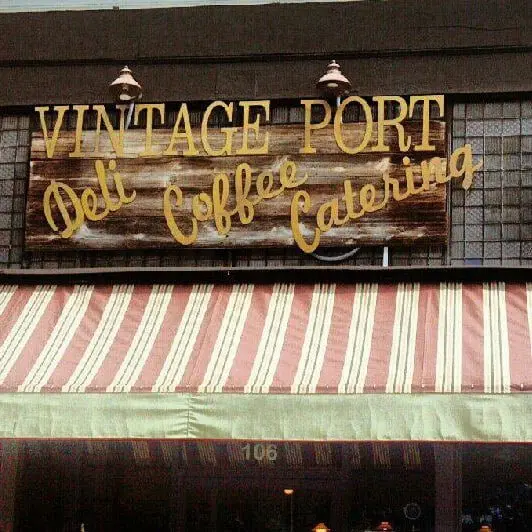 VINTAGE PORT
Deli Coffee Catering
106